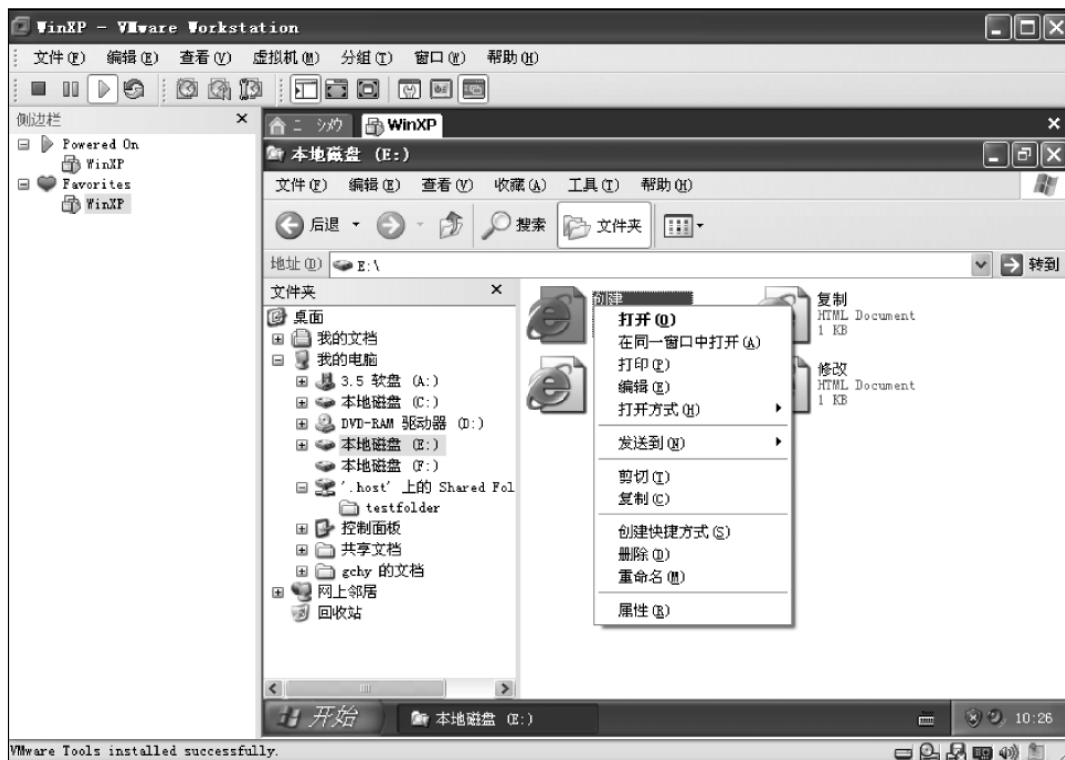 WinXP - VMware Workstation
文件(F) 编辑(E) 查看(V) 虚拟机(M) 分组(T) 窗口(W) 帮助(H)
侧边栏
Powered On
WinXP
Favorites
WinXP
WinXP
本地磁盘 (E:)
文件(F) 编辑(E) 查看(V) 收藏(A) 工具(T) 帮助(H)
后退 搜索 文件夹
地址(D) E:\ 转到
文件夹
桌面
我的文档
我的电脑
3.5 软盘 (A:)
本地磁盘 (C:)
DVD-RAM 驱动器 (D:)
本地磁盘 (E:)
本地磁盘 (F:)
'.host' 上的 Shared Fol
testfolder
控制面板
共享文档
gchy 的文档
网上邻居
回收站
创建
复制
HTML Document
1 KB
修改
HTML Document
1 KB
打开(O)
在同一窗口中打开(A)
打印(P)
编辑(E)
打开方式(H)
发送到(N)
剪切(T)
复制(C)
创建快捷方式(S)
删除(D)
重命名(M)
属性(R)
开始 本地磁盘 (E:) 10:26
VMware Tools installed successfully.